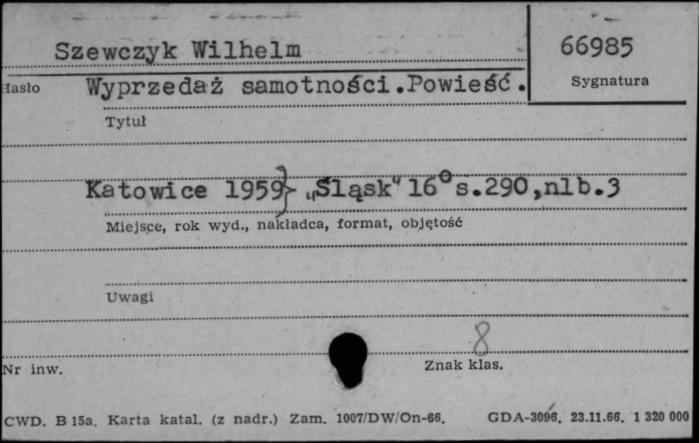 Szewczyk Wilhelm
66985
Hasło
Wyprzedaż samotności.Powieść.
Sygnatura
Tytuł
Katowice 1959 „Śląsk" 16° s.290,nlb.3
Miejsce, rok wyd., nakładca, format, objętość
Uwagi
8
Nr inw.
Znak klas.
CWD. B 15a. Karta katal. (z nadr.) Zam. 1007/DW/On-66. GDA-3096. 23.11.66. 1 320 000